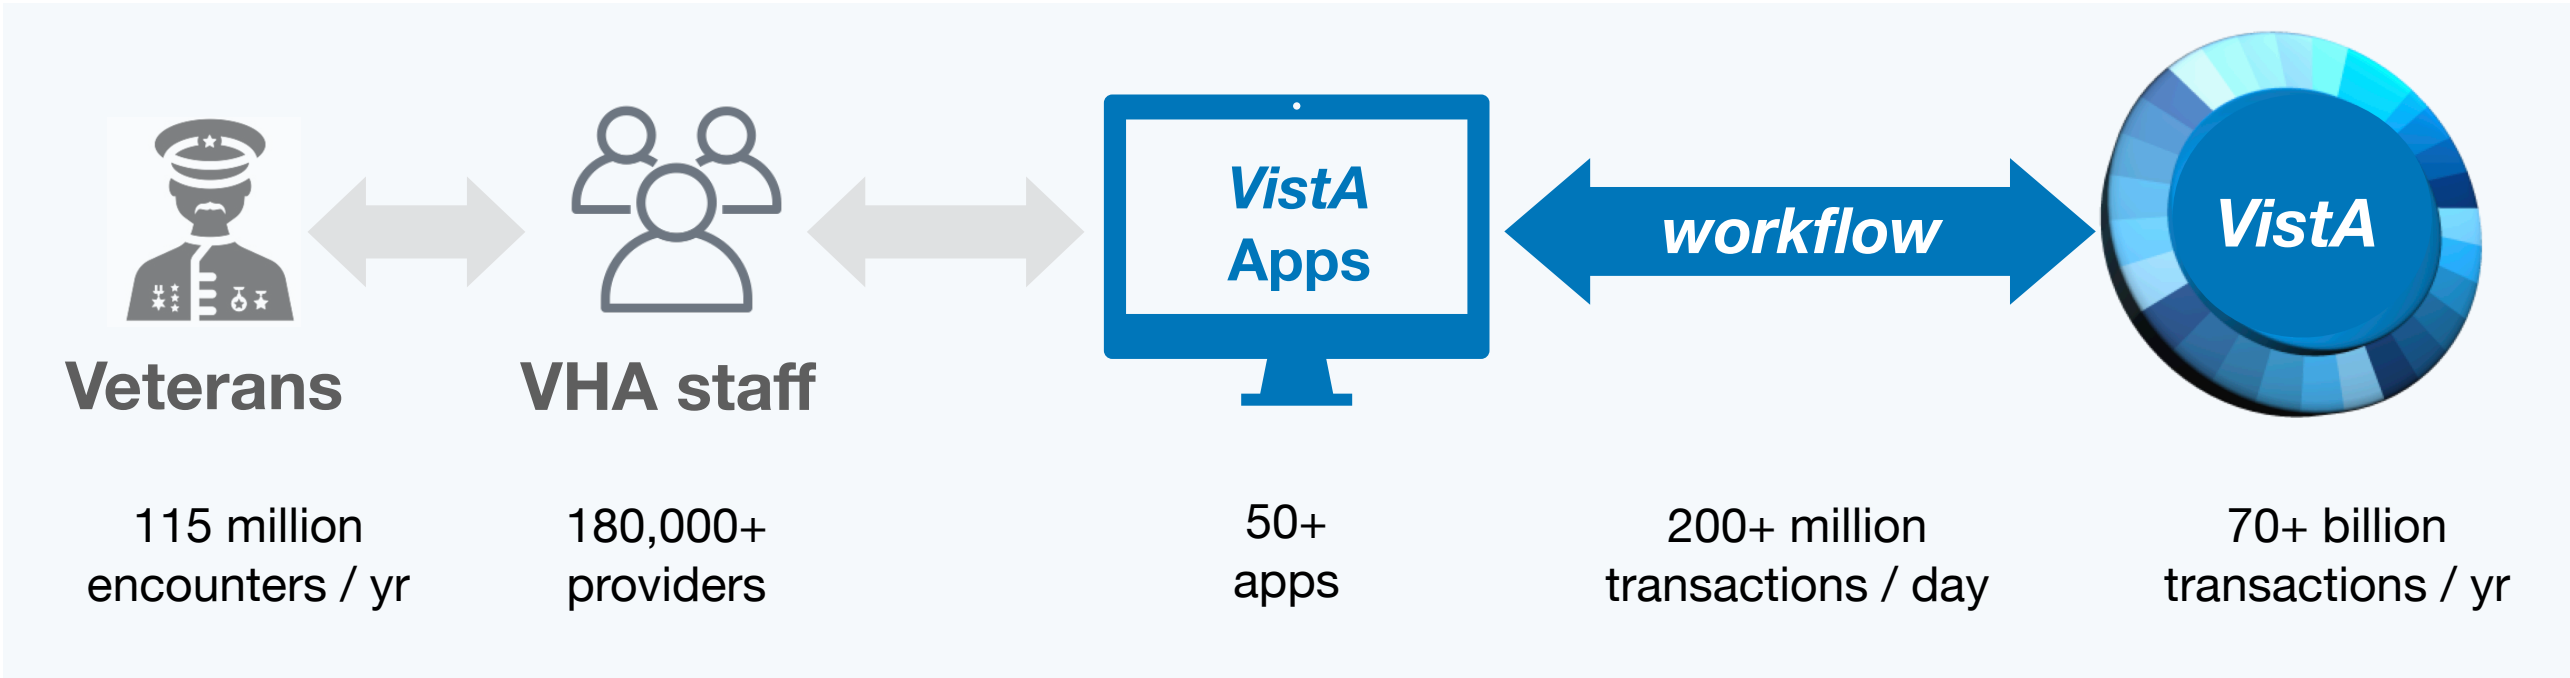 VistA
Apps
workflow
VistA
Veterans
VHA staff
115 million
encounters / yr
180,000+
providers
50+
apps
200+ million
transactions / day
70+ billion
transactions / yr